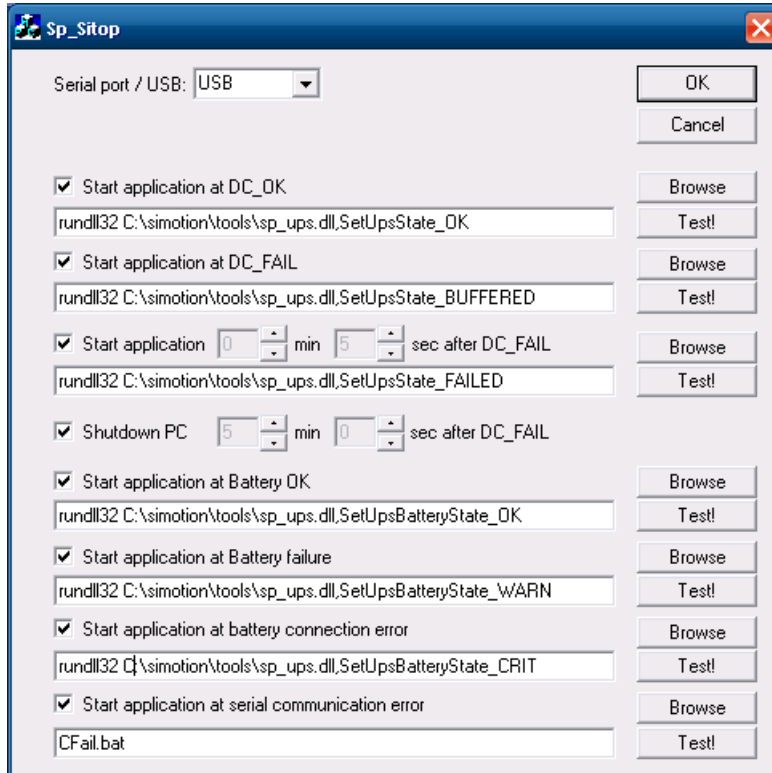 Sp_Sitop
Serial port / USB: USB
OK
Cancel
Start application at DC_OK
Browse
rundll32 C:\simotion\tools\sp_ups.dll,SetUpsState_OK
Test!
Start application at DC_FAIL
Browse
rundll32 C:\simotion\tools\sp_ups.dll,SetUpsState_BUFFERED
Test!
Start application 0 min 5 sec after DC_FAIL
Browse
rundll32 C:\simotion\tools\sp_ups.dll,SetUpsState_FAILED
Test!
Shutdown PC 5 min 0 sec after DC_FAIL
Start application at Battery OK
Browse
rundll32 C:\simotion\tools\sp_ups.dll,SetUpsBatteryState_OK
Test!
Start application at Battery failure
Browse
rundll32 C:\simotion\tools\sp_ups.dll,SetUpsBatteryState_WARN
Test!
Start application at battery connection error
Browse
rundll32 C:\simotion\tools\sp_ups.dll,SetUpsBatteryState_CRIT
Test!
Start application at serial communication error
Browse
CFail.bat
Test!